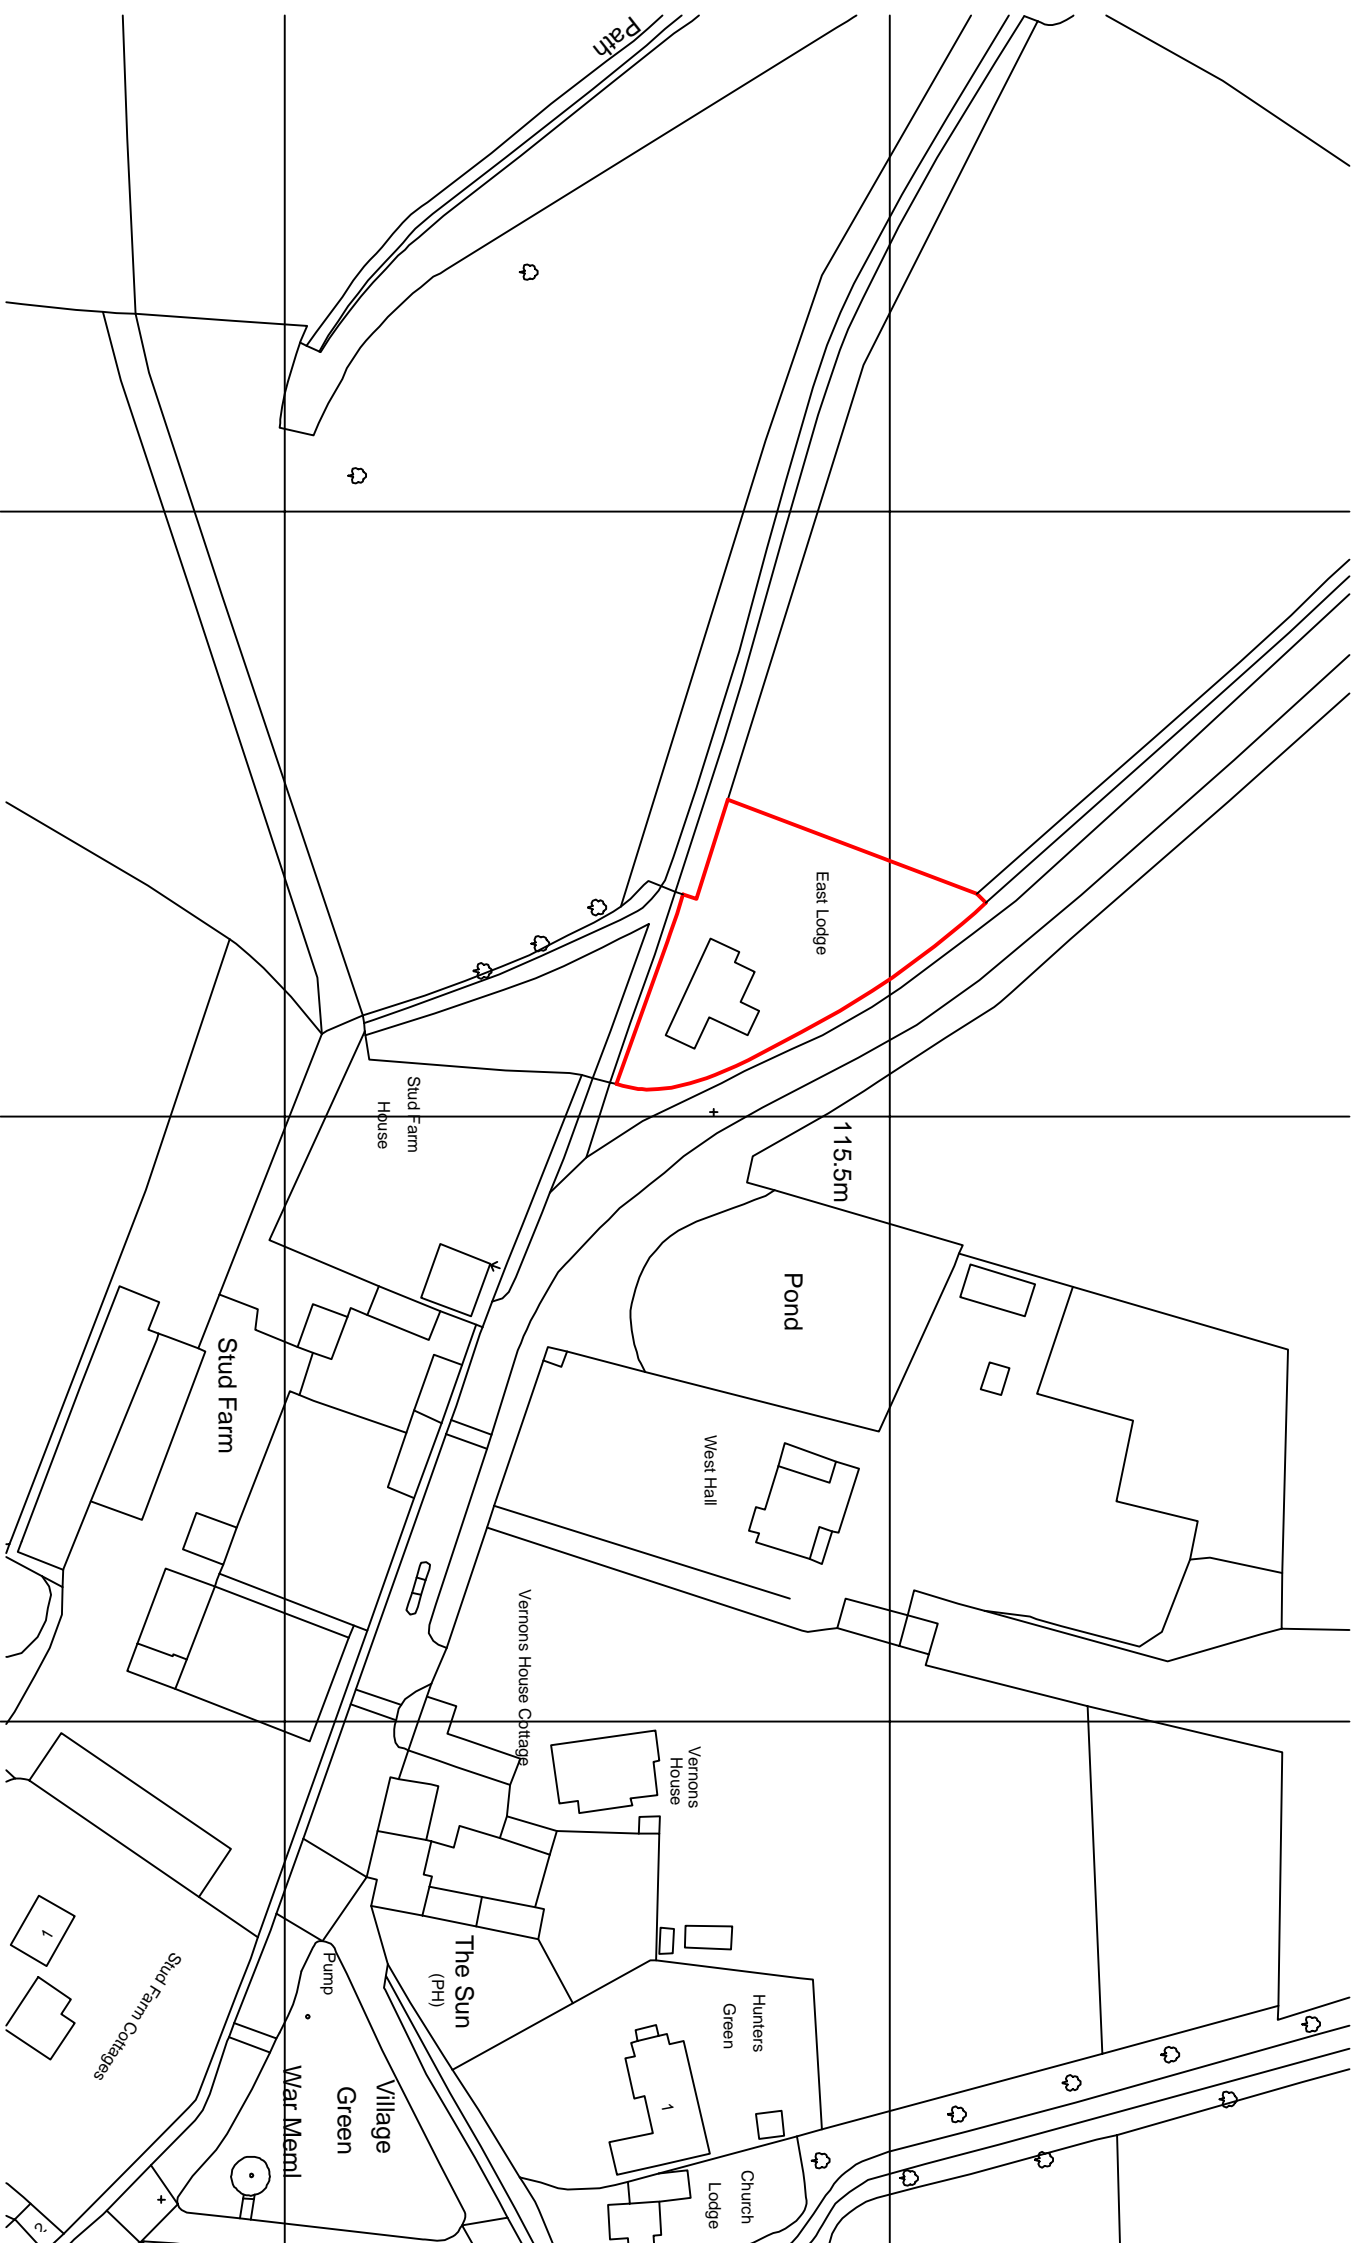 Path
East Lodge
115.5m
Stud Farm
House
Pond
Stud Farm
West Hall
Vernons House Cottage
Vernons
House
The Sun
(PH)
Pump
1
Stud Farm Cottages
Hunters
Green
1
Village
Green
War Meml
Church
Lodge
2